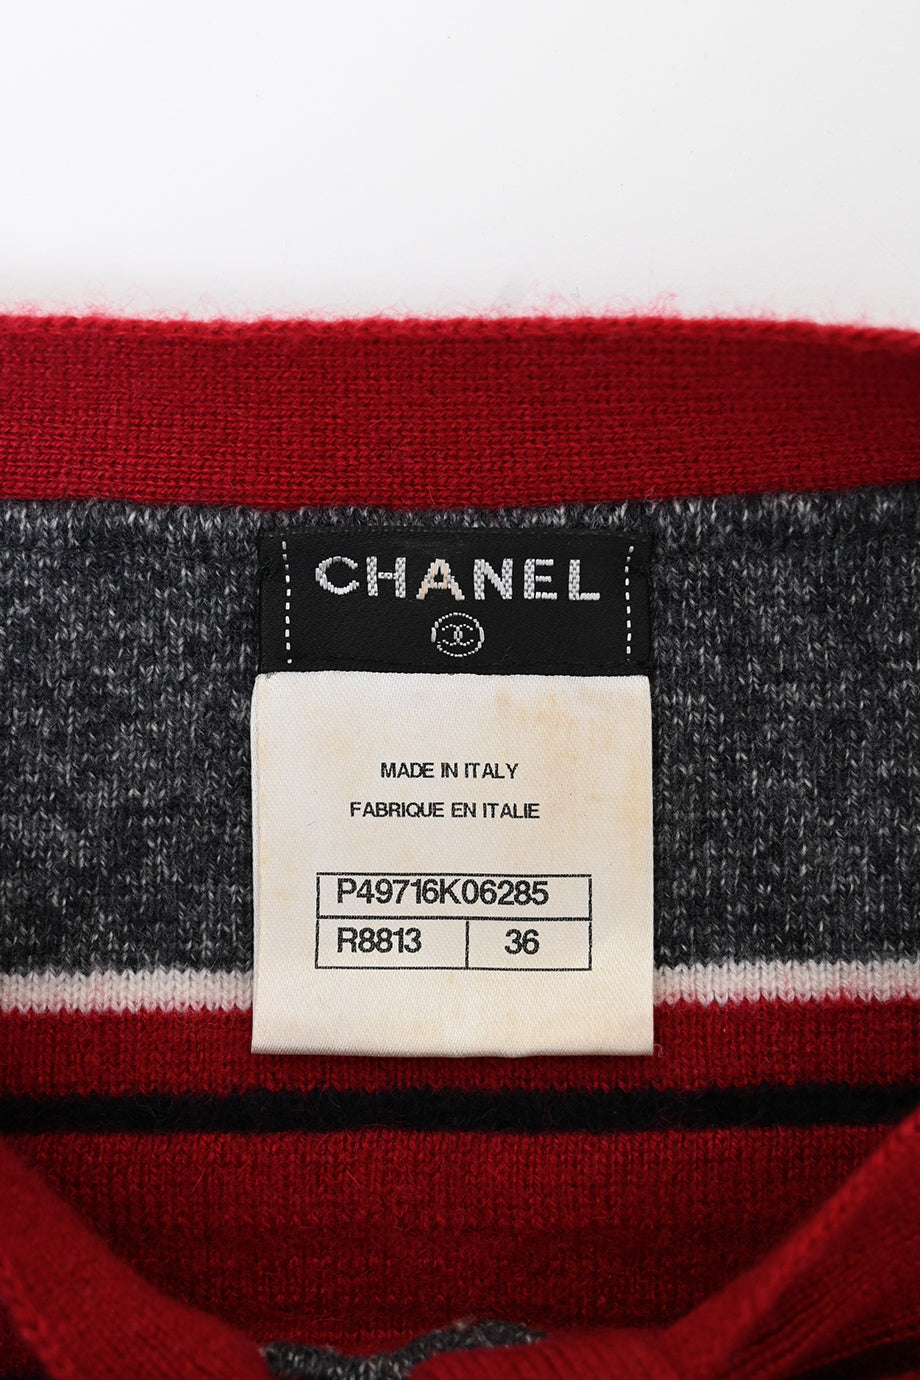 CHANEL
MADE IN ITALY
FABRIQUE EN ITALIE
P49716K06285
R8813 36